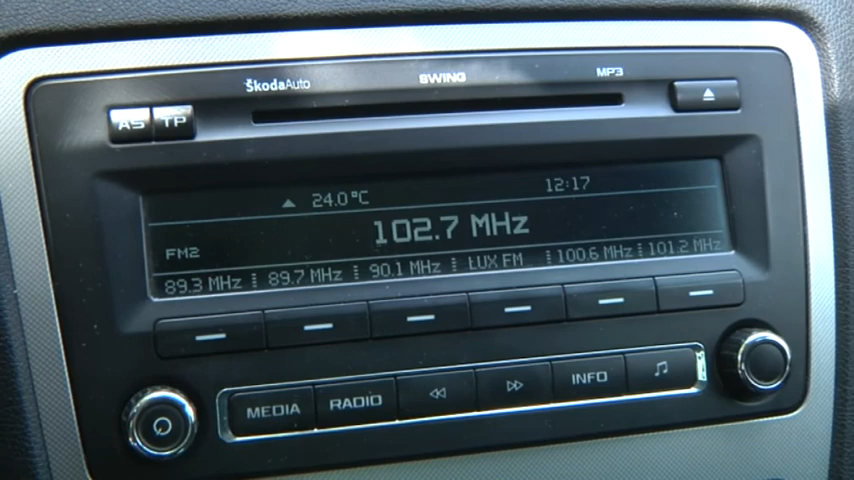 ŠkodaAuto SWING MP3
AS TP
24.0°C 12:17
102.7 MHz
FM2
89.3 MHz 89.7 MHz 90.1 MHz ŁUX FM 100.6 MHz 101.2 MHz
MEDIA RADIO INFO